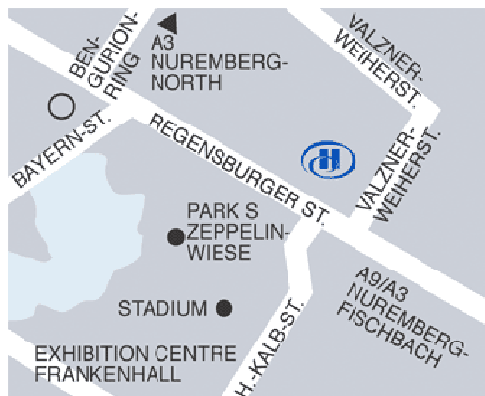 BEN-
GURION-
RING
A3
NUREMBERG-
NORTH
VALZNER-
WEIHERST.
BAYERN-ST.
REGENSBURGER ST.
H
VALZNER-
WEIHERST.
PARK S
ZEPPELIN-
WIESE
A9/A3
NUREMBERG-
FISCHBACH
STADIUM
H.-KALB-ST.
EXHIBITION CENTRE
FRANKENHALL